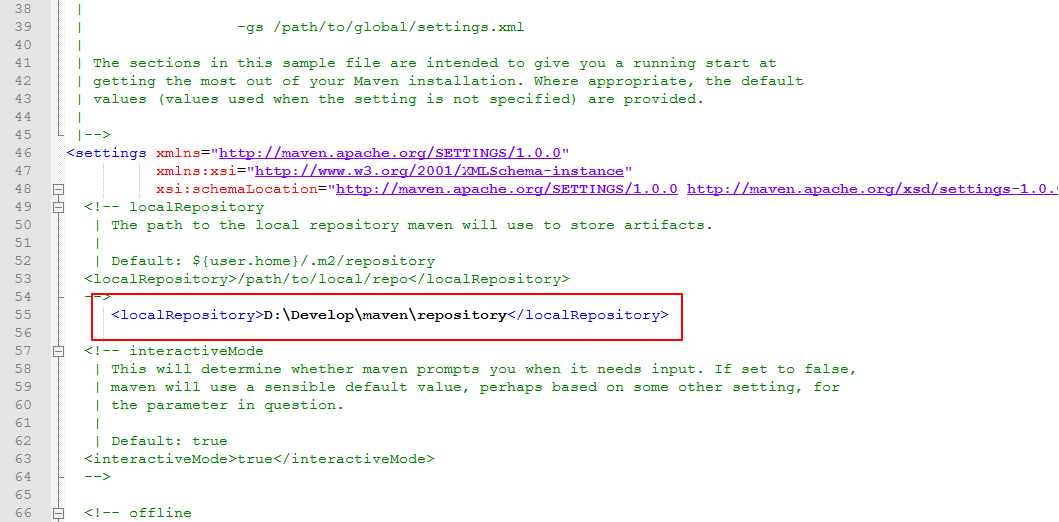 38 |
39 | -gs /path/to/global/settings.xml
40 |
41 | The sections in this sample file are intended to give you a running start at
42 | getting the most out of your Maven installation. Where appropriate, the default
43 | values (values used when the setting is not specified) are provided.
44 |
45 |-->
46 <settings xmlns="http://maven.apache.org/SETTINGS/1.0.0"
47 xmlns:xsi="http://www.w3.org/2001/XMLSchema-instance"
48 xsi:schemaLocation="http://maven.apache.org/SETTINGS/1.0.0 http://maven.apache.org/xsd/settings-1.0.
49 <!-- localRepository
50 | The path to the local repository maven will use to store artifacts.
51 |
52 | Default: ${user.home}/.m2/repository
53 <localRepository>/path/to/local/repo</localRepository>
54 -->
55 <localRepository>D:\Develop\maven\repository</localRepository>
56
57 <!-- interactiveMode
58 | This will determine whether maven prompts you when it needs input. If set to false,
59 | maven will use a sensible default value, perhaps based on some other setting, for
60 | the parameter in question.
61 |
62 | Default: true
63 <interactiveMode>true</interactiveMode>
64 -->
65
66 <!-- offline